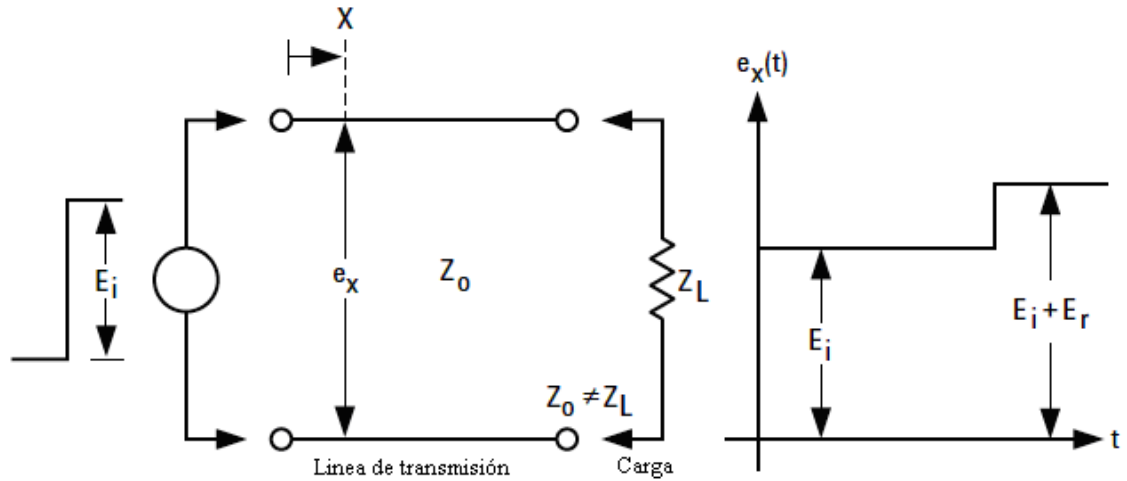 X
e_x(t)
E_i
e_x
Z_o
Z_L
E_i
E_i + E_r
Z_o ≠ Z_L
t
Linea de transmisión
Carga